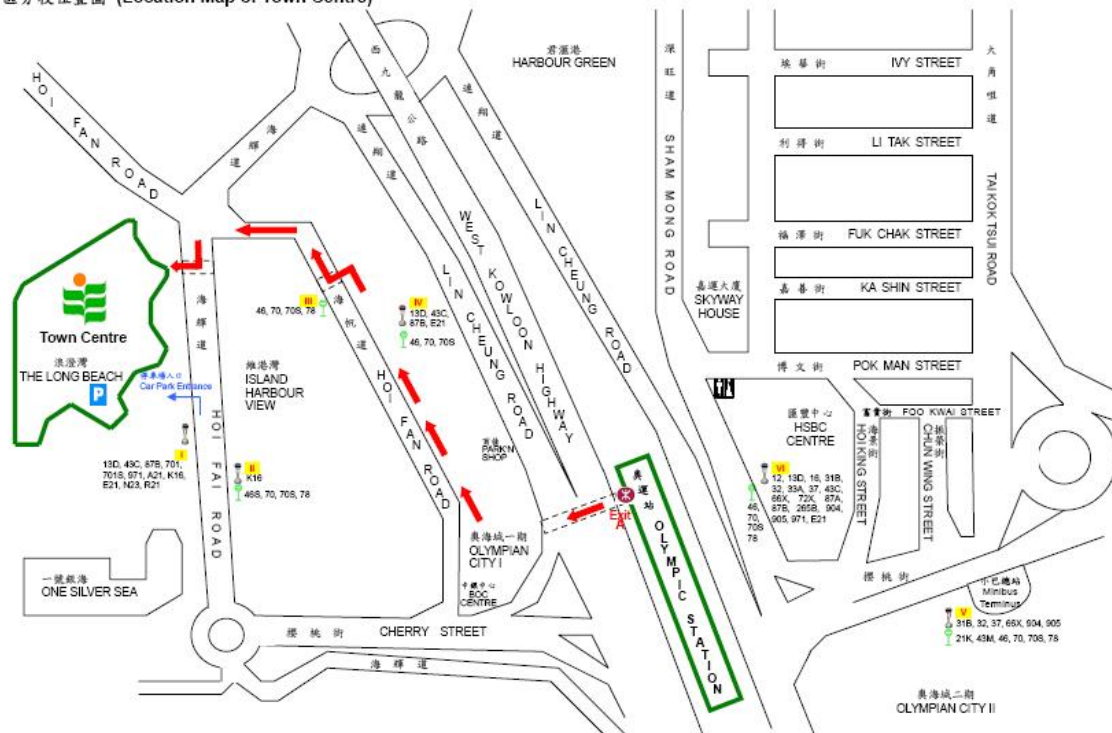 (Location Map of Town Centre)
君滙港
HARBOUR GREEN
西九龍公路
連翔道
深旺道
SHAM MONG ROAD
埃華街
IVY STREET
大角咀道
利得街
LI TAK STREET
TAI KOK TSUI ROAD
福澤街
FUK CHAK STREET
嘉善街
KA SHIN STREET
嘉運大廈
SKYWAY
HOUSE
博文街
POK MAN STREET
富貴街 FOO KWAI STREET
HOI FAN ROAD
海輝道
連翔道
WEST KOWLOON HIGHWAY
LIN CHEUNG ROAD
LIN CHEUNG ROAD
Town Centre
浪澄灣
THE LONG BEACH
P
停車場入口
Car Park Entrance
海輝道
HOI FAI ROAD
III
46, 70, 70S, 78
海帆道
HOI FAN ROAD
IV
13D, 43C,
87B, E21
46, 70, 70S
維港灣
ISLAND
HARBOUR
VIEW
I
13D, 43C, 87B, 701,
701S, 971, A21, K16,
E21, N23, R21
II
K16
46S, 70, 70S, 78
百佳
PARK'N
SHOP
奧運站
OLYMPIC STATION
Exit
A
匯豐中心
HSBC
CENTRE
VI
12, 13D, 16, 31B,
32, 33A, 37, 43C,
66X, 72X, 87A,
87B, 265B, 904,
905, 971, E21
46,
70,
70S
78
海景街
HOI KING STREET
振榮街
CHUN WING STREET
奧海城一期
OLYMPIAN
CITY I
中銀中心
BOC
CENTRE
一號銀海
ONE SILVER SEA
櫻桃街
CHERRY STREET
海輝道
櫻桃街
小巴總站
Minibus
Terminus
V
31B, 32, 37, 65X, 904, 905
21K, 43M, 46, 70, 70S, 78
奧海城二期
OLYMPIAN CITY II